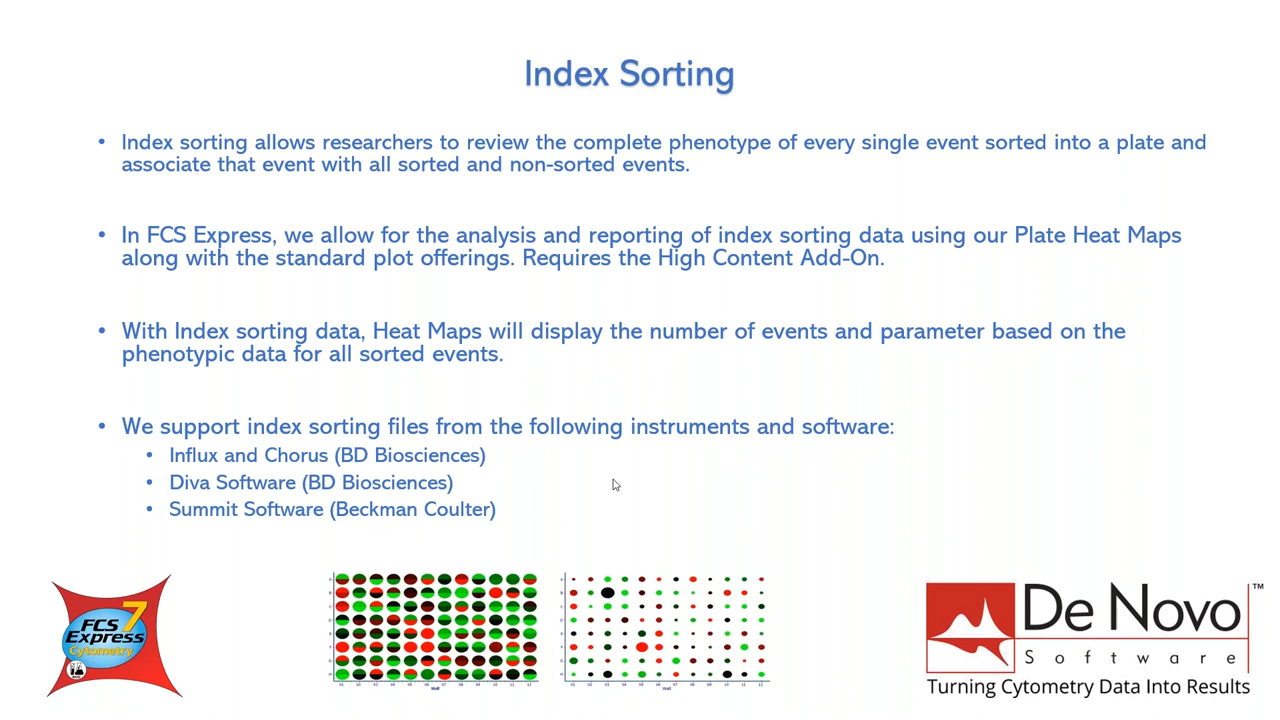 Index Sorting
• Index sorting allows researchers to review the complete phenotype of every single event sorted into a plate and
associate that event with all sorted and non-sorted events.
• In FCS Express, we allow for the analysis and reporting of index sorting data using our Plate Heat Maps
along with the standard plot offerings. Requires the High Content Add-On.
• With Index sorting data, Heat Maps will display the number of events and parameter based on the
phenotypic data for all sorted events.
• We support index sorting files from the following instruments and software:
• Influx and Chorus (BD Biosciences)
• Diva Software (BD Biosciences)
• Summit Software (Beckman Coulter)
FCS 7
Express
Cytometry
Well
Well
De Novo ™
Software
Turning Cytometry Data Into Results